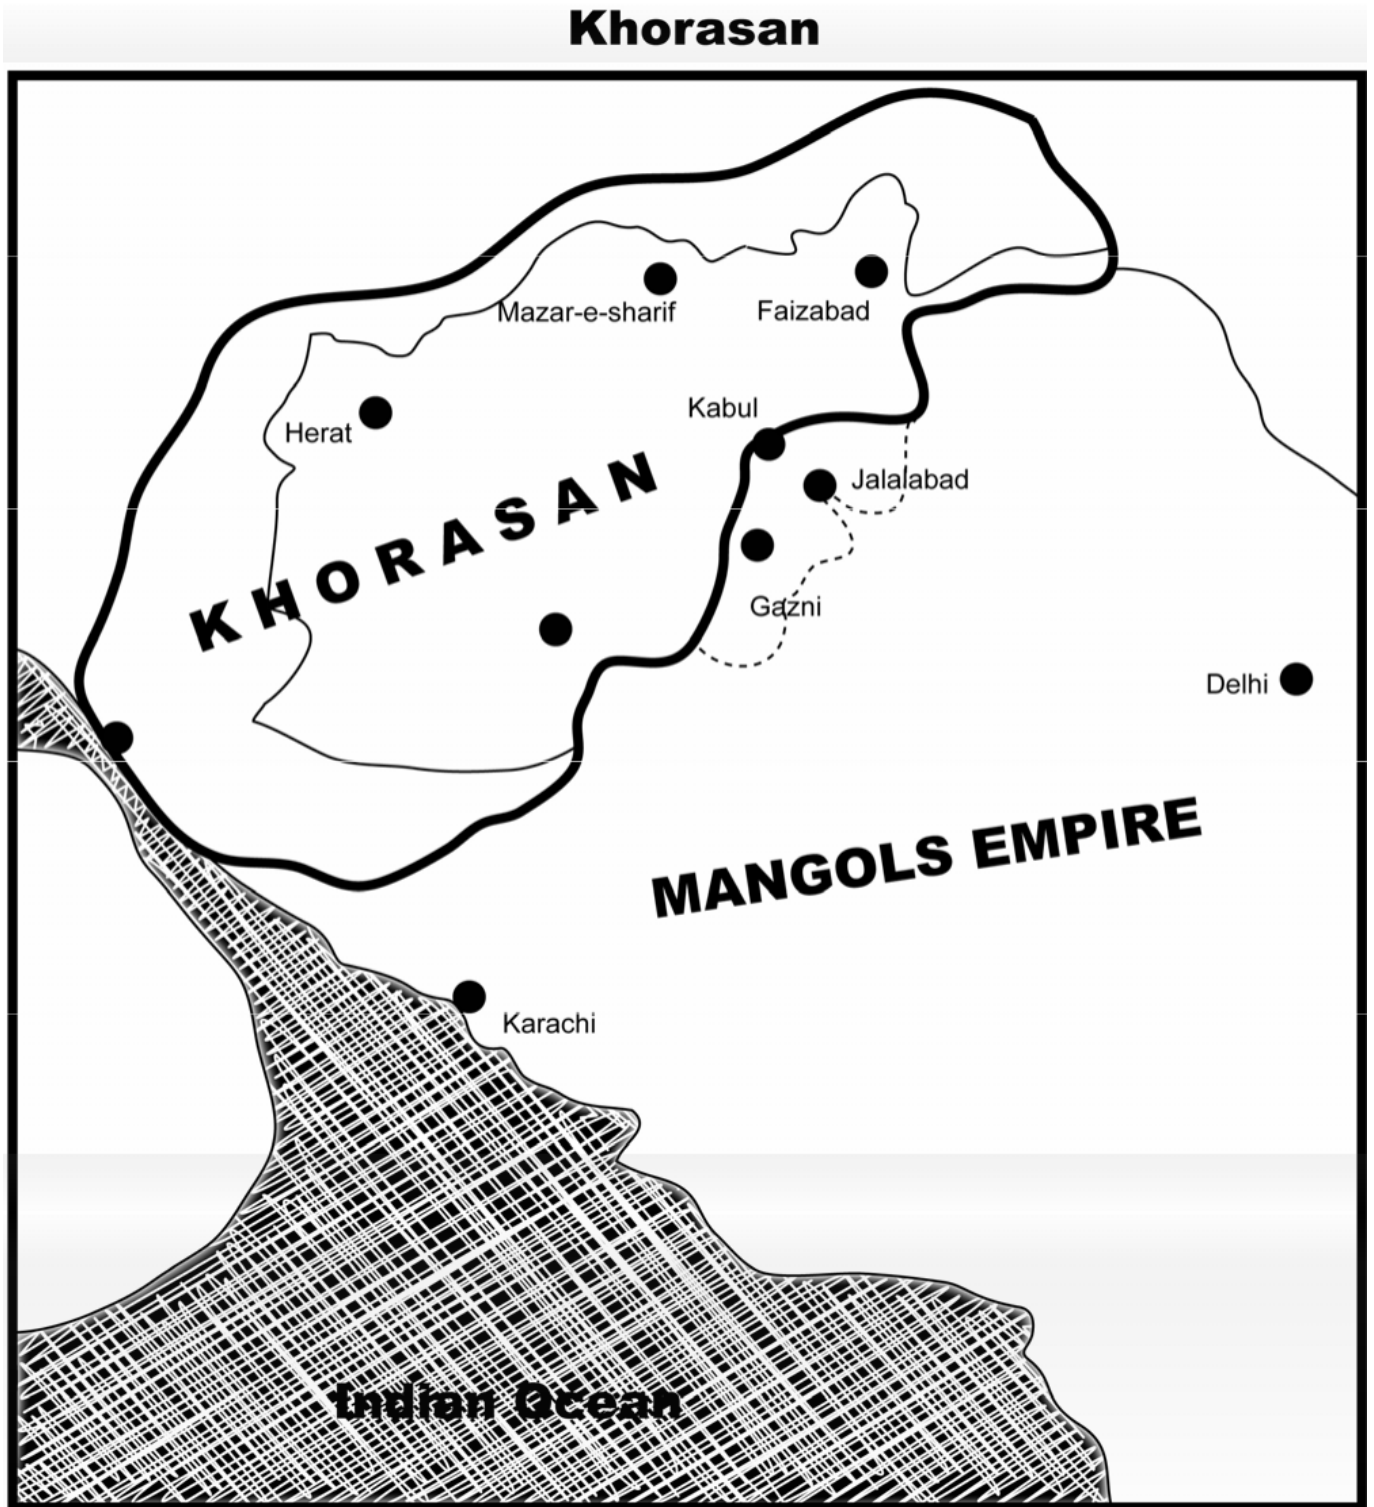 Khorasan
Mazar-e-sharif
Faizabad
Kabul
Herat
Jalalabad
KHORASAN
Gazni
Delhi
MANGOLS EMPIRE
Karachi
Indian Ocean